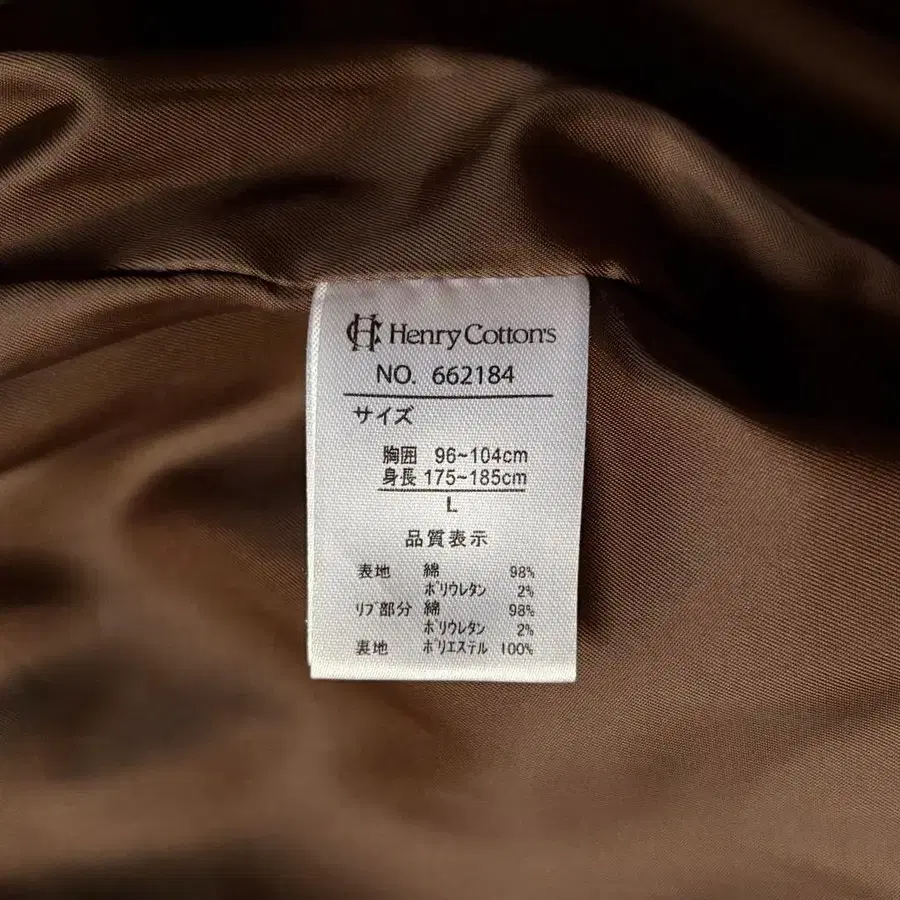 Henry Cotton's
NO. 662184
サイズ
胸囲 96~104cm
身長 175~185cm
L
品質表示
表地 綿 98%
ポリウレタン 2%
リブ部分 綿 98%
ポリウレタン 2%
裏地 ポリエステル 100%